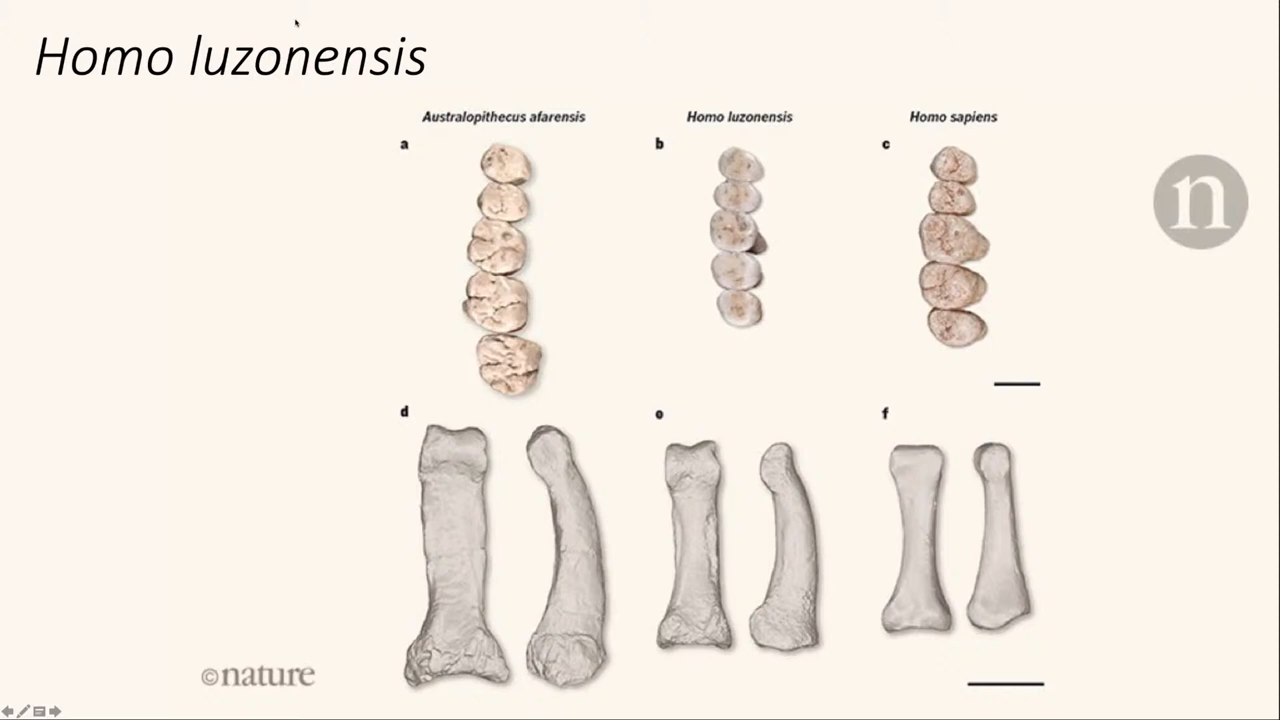 Homo luzonensis
Australopithecus afarensis
Homo luzonensis
Homo sapiens
a
b
c
n
d
e
f
©nature